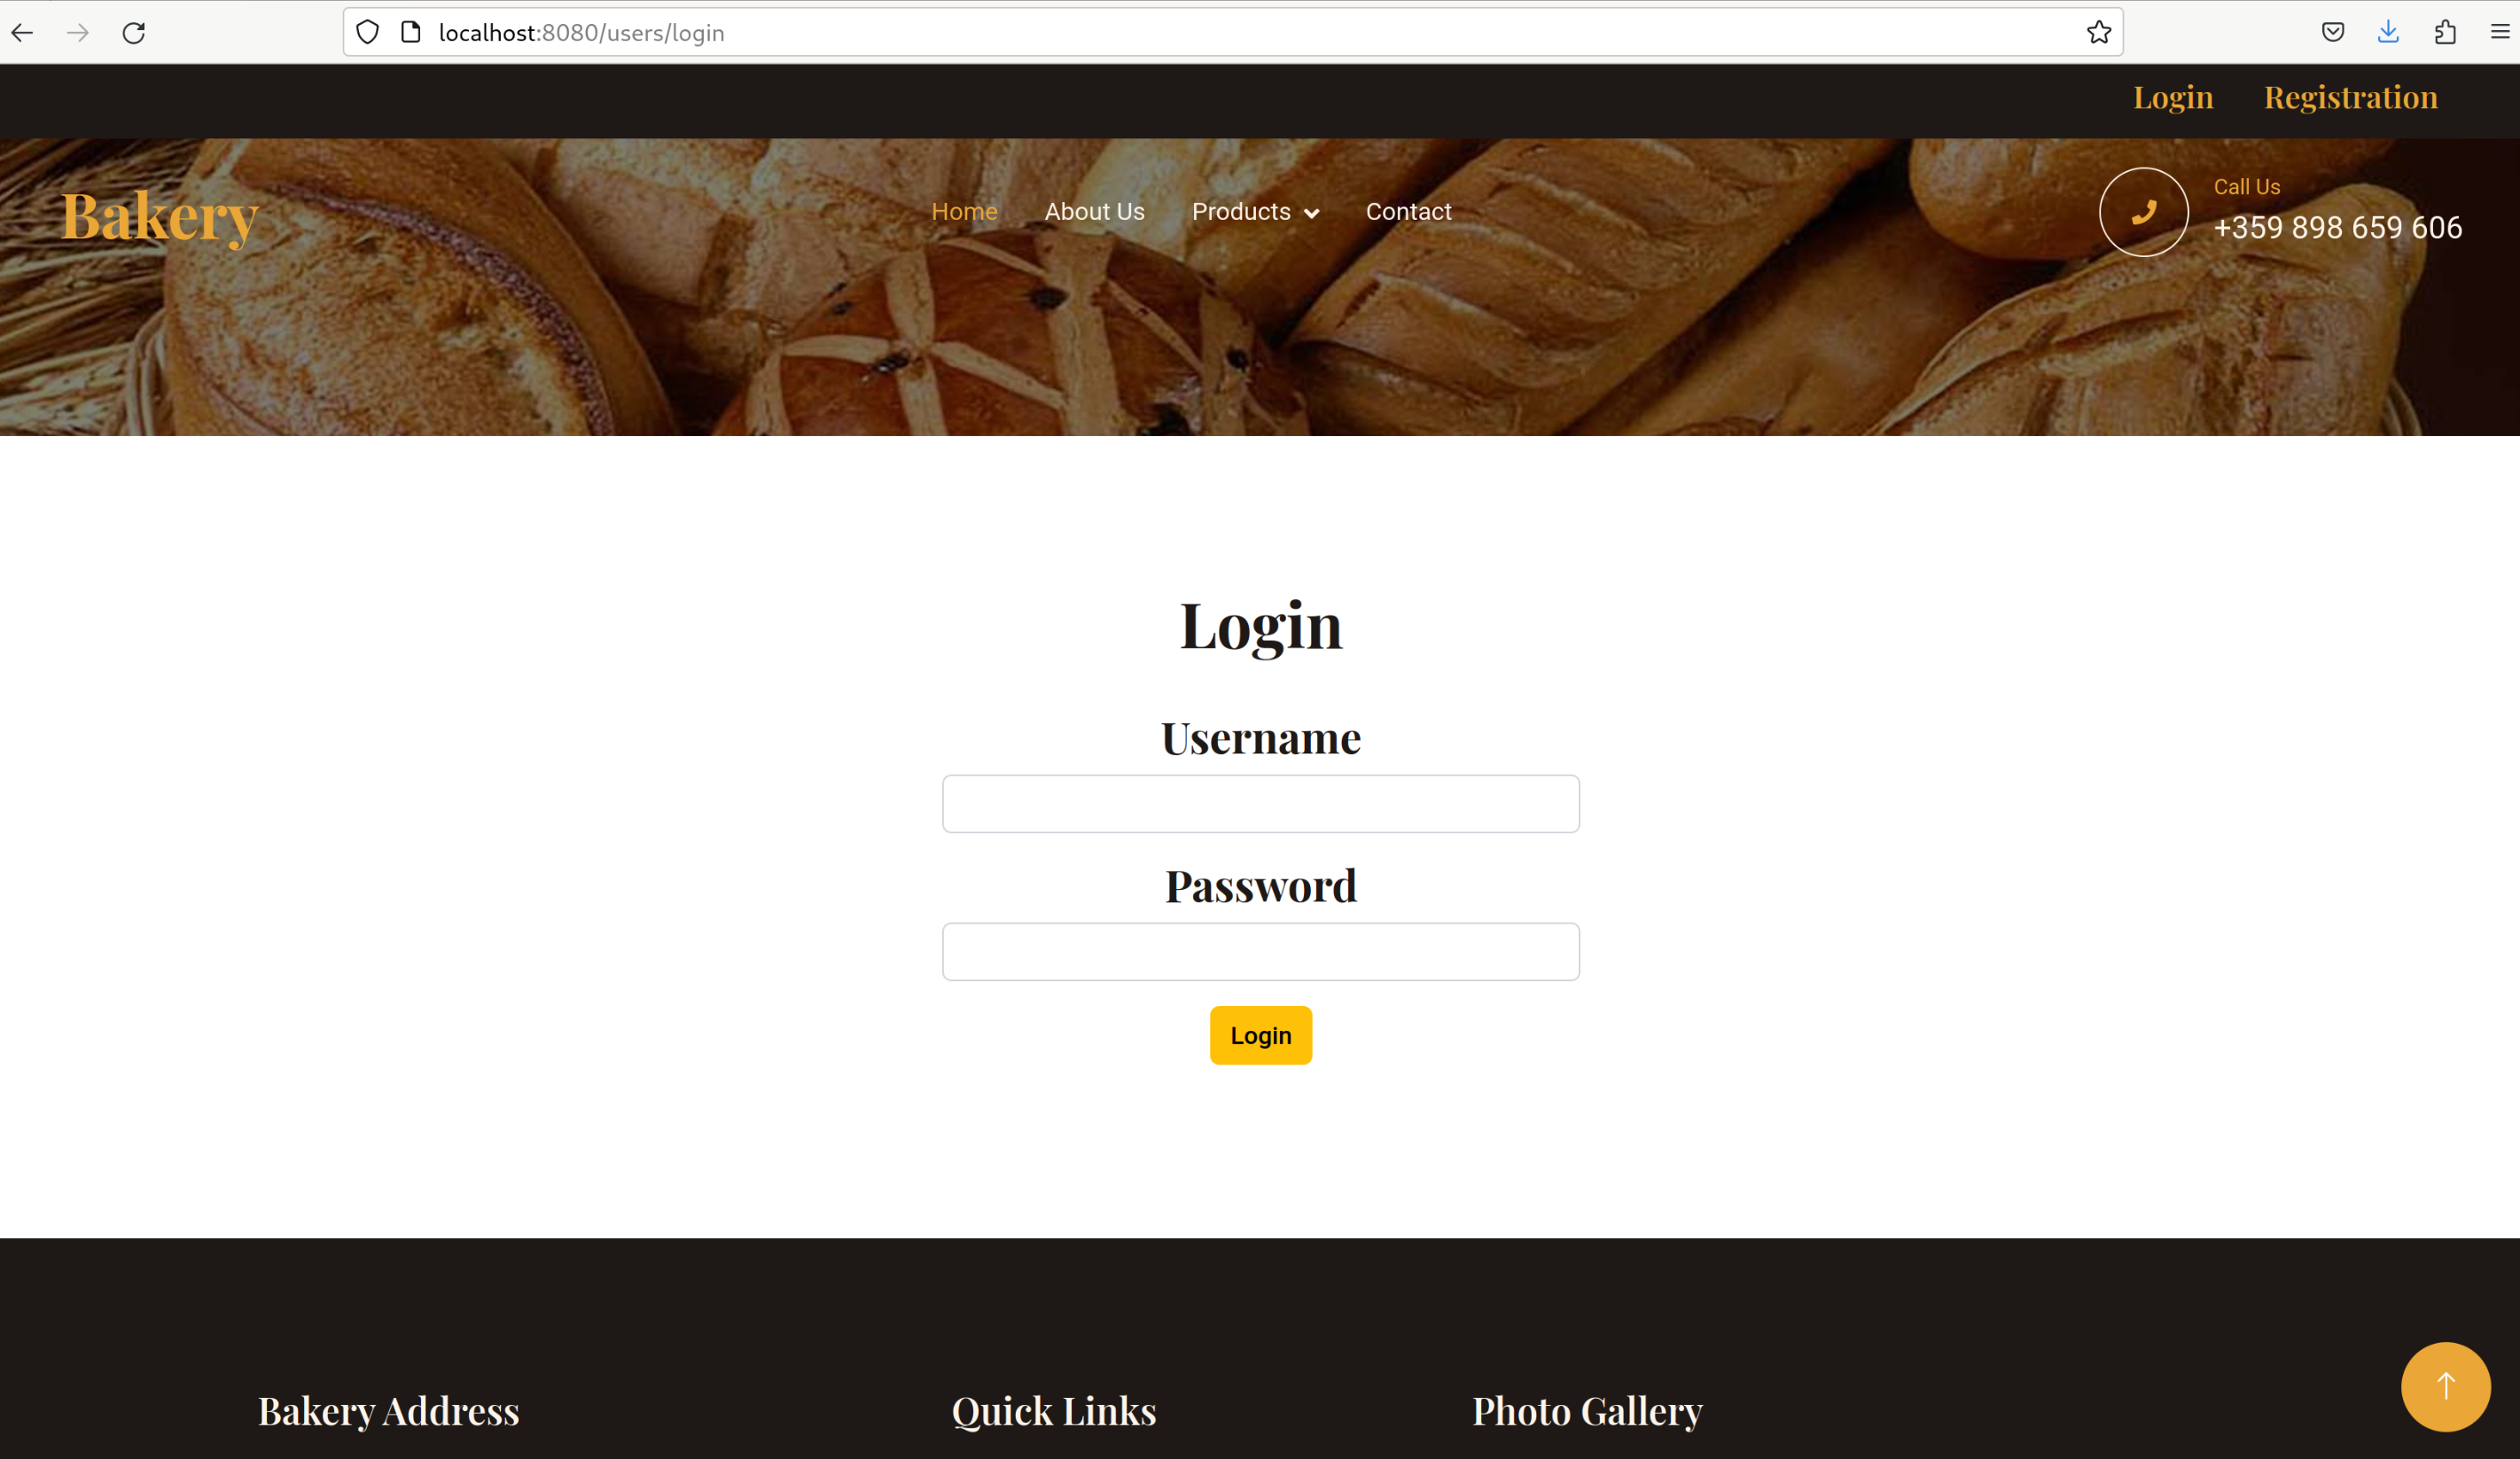 localhost:8080/users/login
Login Registration
Bakery
Home About Us Products Contact
Call Us
+359 898 659 606
Login
Username
Password
Login
Bakery Address Quick Links Photo Gallery